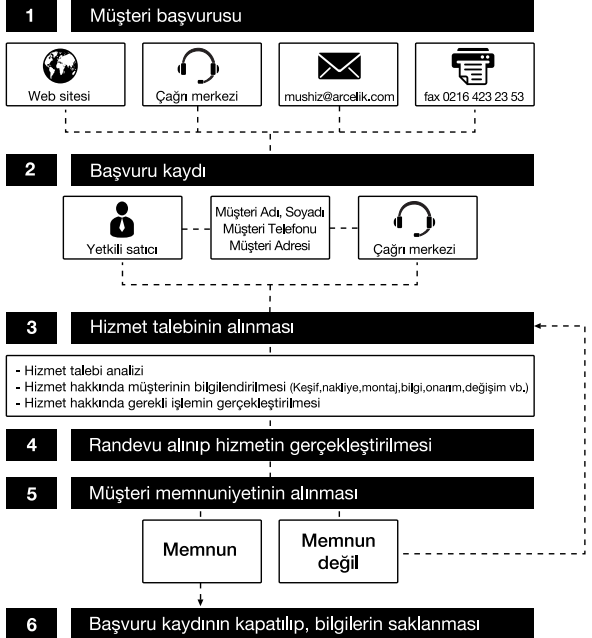 1 Müşteri başvurusu
Web sitesi
Çağrı merkezi
mushiz@arcelik.com
fax 0216 423 23 53
2 Başvuru kaydı
Yetkili satıcı
Müşteri Adı, Soyadı
Müşteri Telefonu
Müşteri Adresi
Çağrı merkezi
3 Hizmet talebinin alınması
- Hizmet talebi analizi
- Hizmet hakkında müşterinin bilgilendirilmesi (Keşif,nakliye,montaj,bilgi,onarım,değişim vb.)
- Hizmet hakkında gerekli işlemin gerçekleştirilmesi
4 Randevu alınıp hizmetin gerçekleştirilmesi
5 Müşteri memnuniyetinin alınması
Memnun
Memnun
değil
6 Başvuru kaydının kapatılıp, bilgilerin saklanması